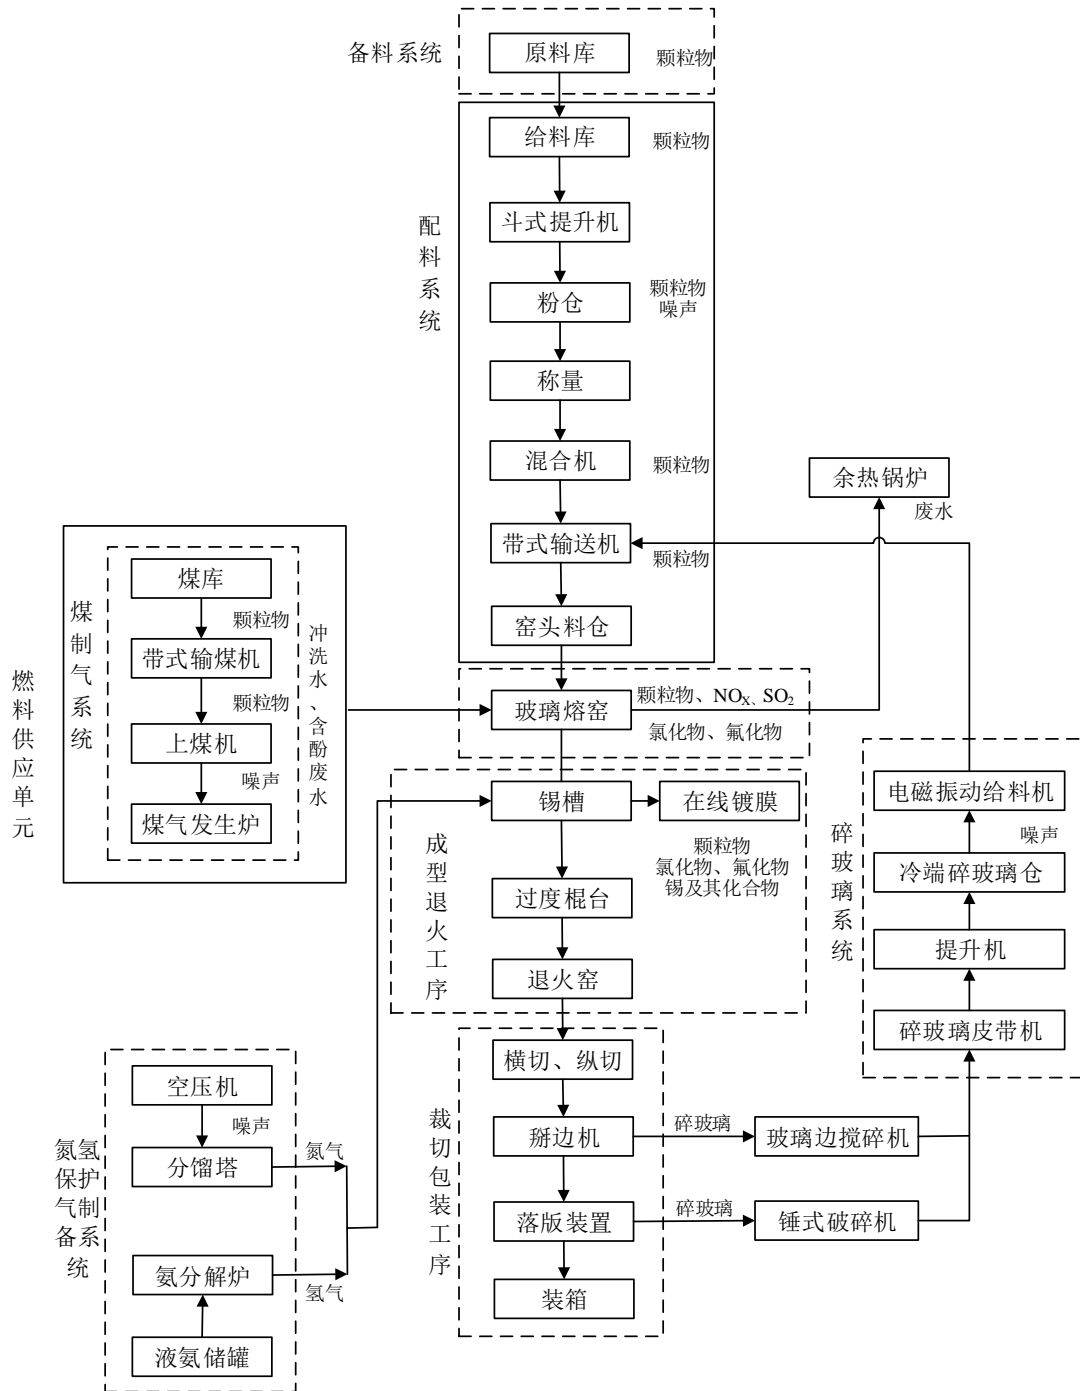 备料系统
原料库
颗粒物
给料库
颗粒物
配料系统
斗式提升机
粉仓
颗粒物
噪声
称量
混合机
颗粒物
余热锅炉
废水
带式输送机
颗粒物
窑头料仓
燃料供应单元
煤制气系统
煤库
颗粒物
带式输煤机
颗粒物
上煤机
噪声
煤气发生炉
冲洗水、含酚废水
玻璃熔窑
颗粒物、NOX、SO2
氯化物、氟化物
成型退火工序
锡槽
在线镀膜
颗粒物
氯化物、氟化物
锡及其化合物
过度棍台
退火窑
碎玻璃系统
电磁振动给料机
噪声
冷端碎玻璃仓
提升机
碎玻璃皮带机
裁切包装工序
横切、纵切
掰边机
碎玻璃
玻璃边搅碎机
落版装置
碎玻璃
锤式破碎机
装箱
氮氢
保护
气制
备系
统
空压机
噪声
分馏塔
氮气
氨分解炉
氢气
液氨储罐